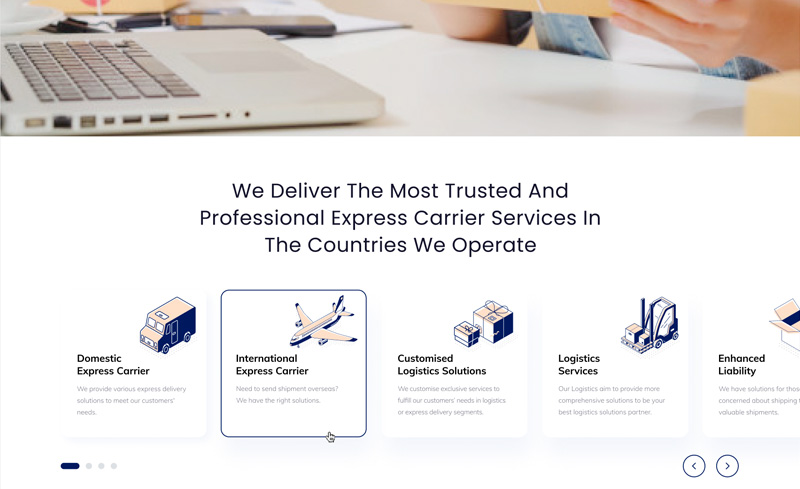 We Deliver The Most Trusted And
Professional Express Carrier Services In
The Countries We Operate
Domestic
Express Carrier
We provide various express delivery
solutions to meet our customers'
needs.
International
Express Carrier
Need to send shipment overseas?
We have the right solutions.
Customised
Logistics Solutions
We customise exclusive services to
fulfill our customers' needs in logistics
or express delivery segments.
Logistics
Services
Our Logistics aim to provide more
comprehensive solutions to be your
best logistics solutions partner.
Enhanced
Liability
We have solutions for those
concerned about shipping
valuable shipments.